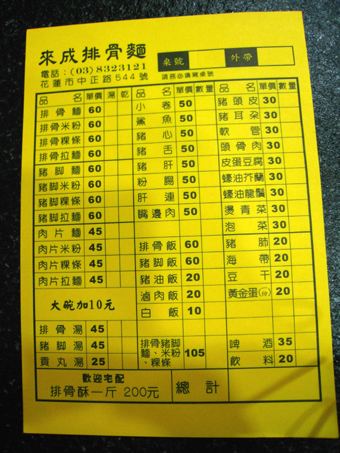 來成排骨麵
電話:(03)8323121
花蓮市中正路544號
桌號 外帶
請務必填寫桌號
品名 單價 湯 乾
排骨麵 60
排骨米粉 60
排骨粿條 60
排骨拉麵 60
豬腳麵 60
豬腳米粉 60
豬腳粿條 60
豬腳拉麵 60
肉片麵 45
肉片米粉 45
肉片粿條 45
肉片拉麵 45
大碗加10元
排骨湯 45
豬腳湯 45
貢丸湯 25
品名 單價 數量
小卷 50
鯊魚 50
豬心 50
豬舌 50
豬肝 50
粉腸 50
肝連 50
嘴邊肉 50
排骨飯 60
豬腳飯 60
豬油飯 20
滷肉飯 20
白飯 10
排骨豬腳
麵、米粉
、粿條 105
品名 單價 數量
豬頭皮 30
豬耳朵 30
軟管 30
頭骨肉 30
皮蛋豆腐 30
蠔油芥蘭 30
蠔油龍鬚 30
燙青菜 30
泡菜 30
豬肺 20
海帶 20
豆干 20
黃金蛋(粒) 20
啤酒 35
飲料 20
歡迎宅配
排骨酥一斤 200元
總計